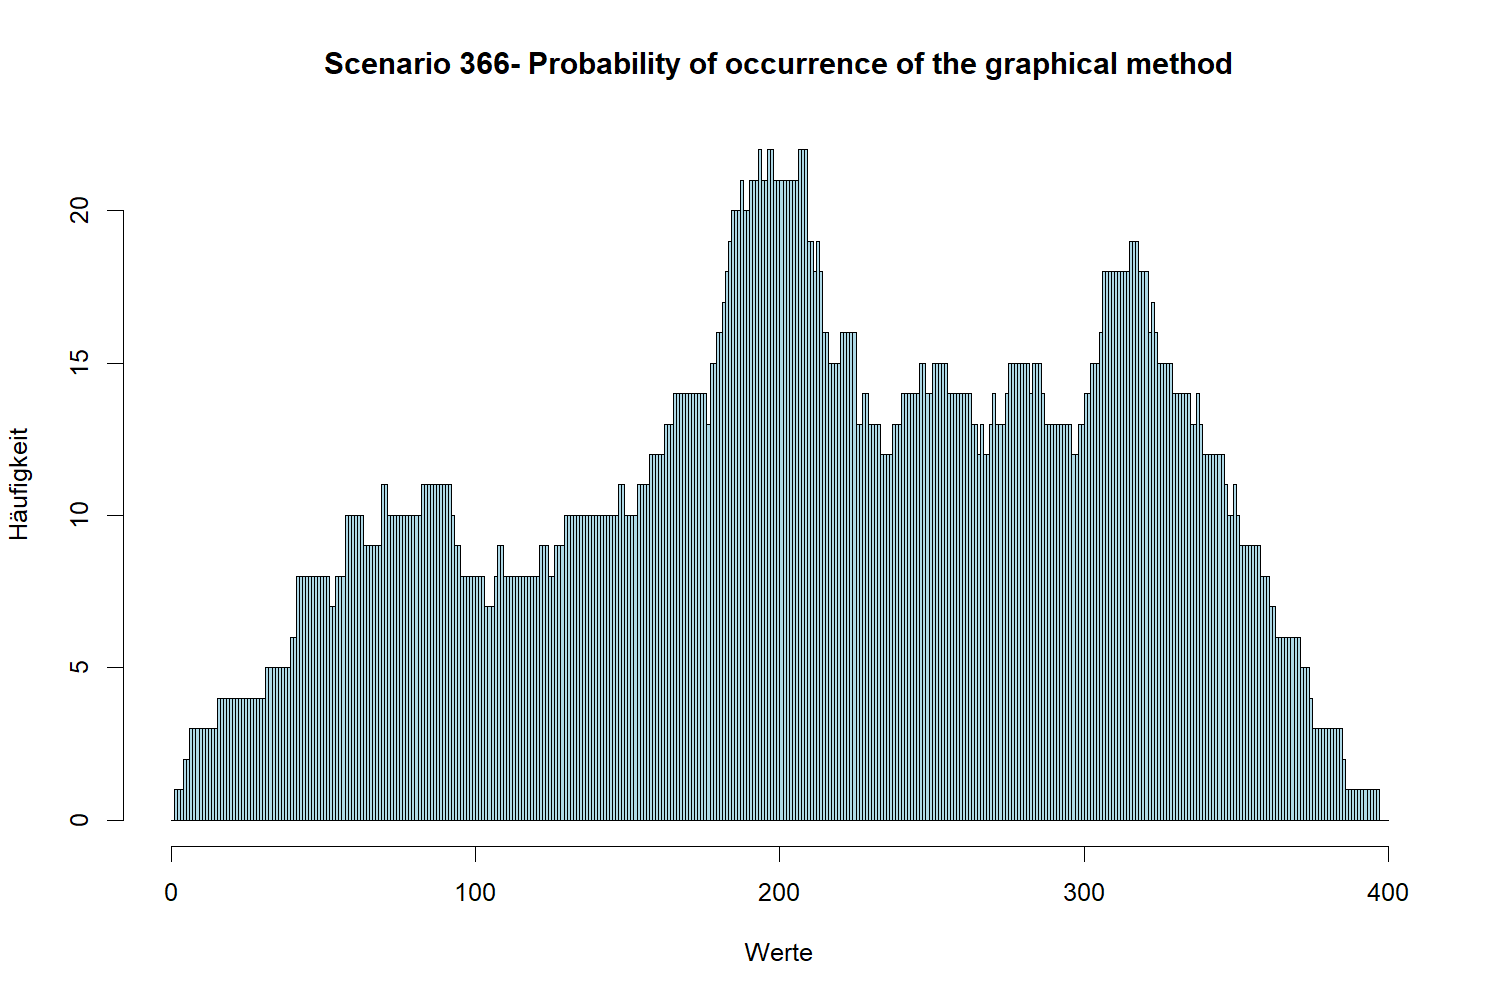 Scenario 366- Probability of occurrence of the graphical method
Häufigkeit
20
15
10
5
0
0 100 200 300 400
Werte